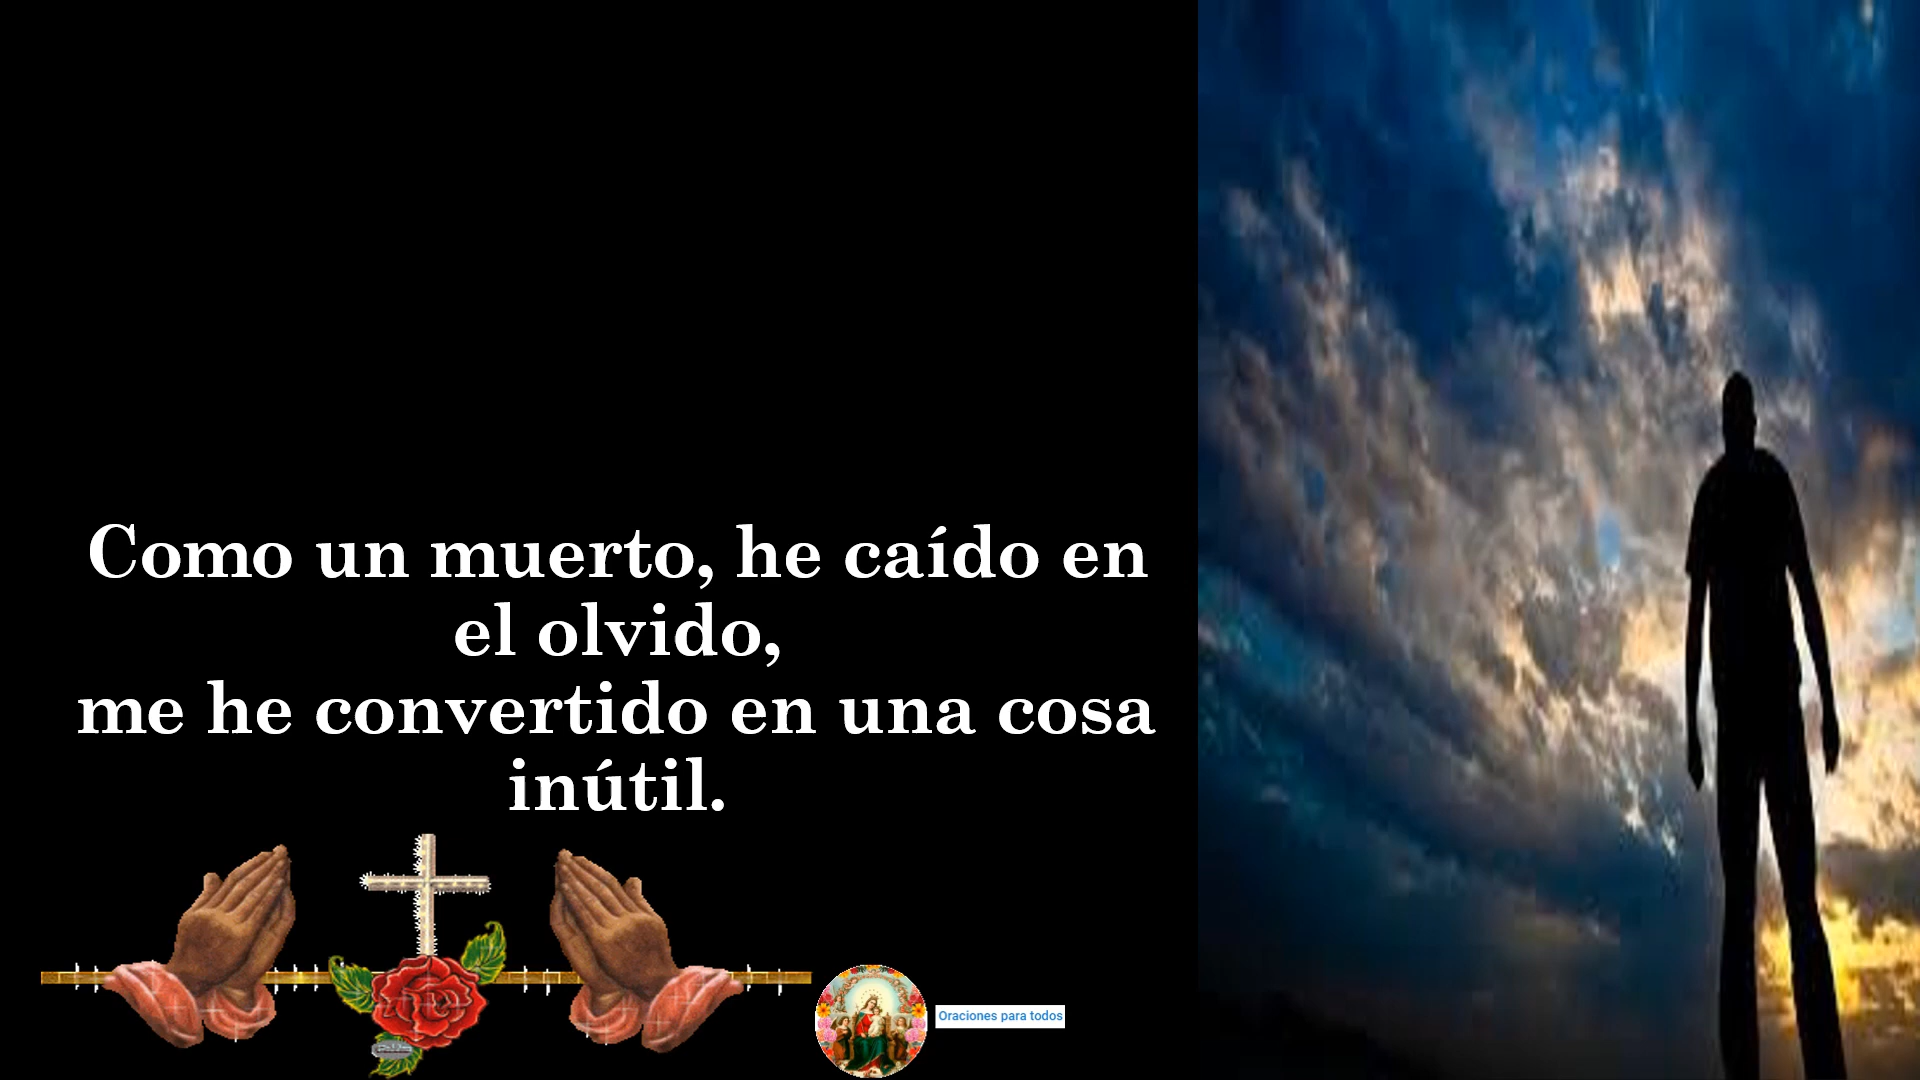 Como un muerto, he caído en
el olvido,
me he convertido en una cosa
inútil.
Oraciones para todos